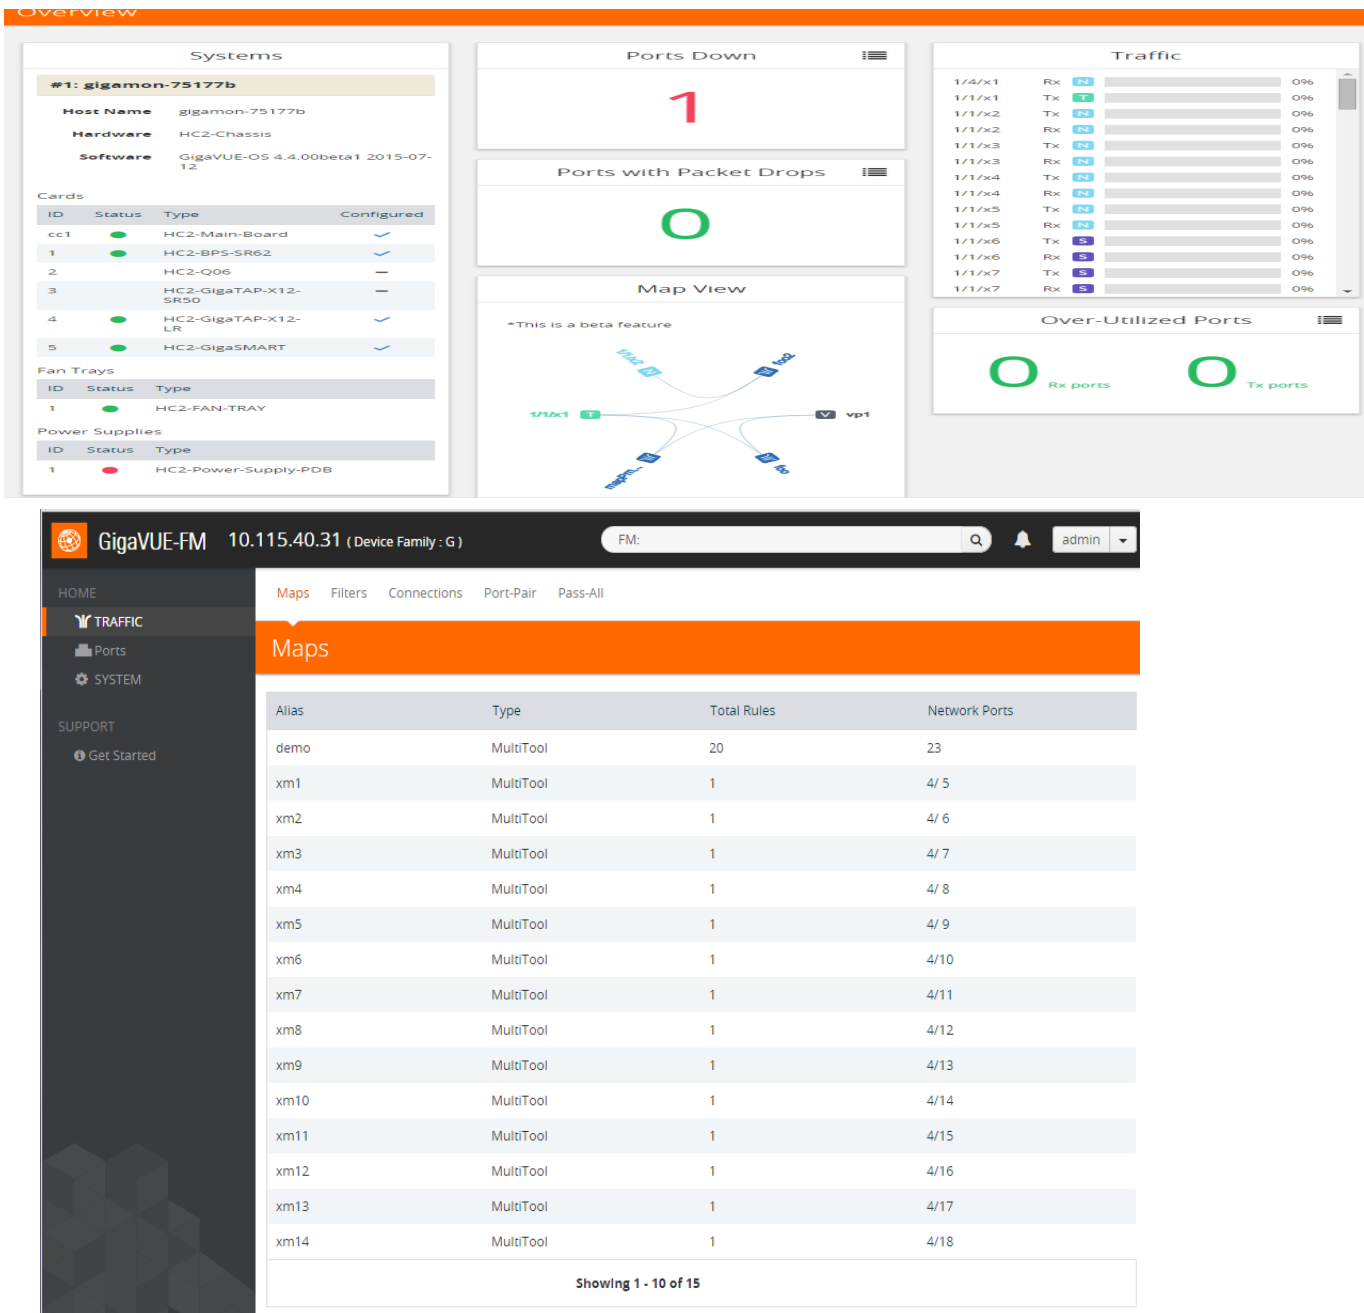 Overview
Systems
#1: gigamon-75177b
Host Name gigamon-75177b
Hardware HC2-Chassis
Software GigaVUE-OS 4.4.00beta1 2015-07-
12
Cards
ID Status Type Configured
cc1 HC2-Main-Board
1 HC2-BPS-SR62
2 HC2-Q06
3 HC2-GigaTAP-X12-
SR50
4 HC2-GigaTAP-X12-
LR
5 HC2-GigaSMART
Fan Trays
ID Status Type
1 HC2-FAN-TRAY
Power Supplies
ID Status Type
1 HC2-Power-Supply-PDB
Ports Down
1
Ports with Packet Drops
0
Map View
*This is a beta feature
1/1/x2 N
foo2
1/1/x1 T
V vp1
mapPm...
foo
Traffic
1/4/x1 Rx N 0%
1/1/x1 Tx T 0%
1/1/x2 Tx N 0%
1/1/x2 Rx N 0%
1/1/x3 Tx N 0%
1/1/x3 Rx N 0%
1/1/x4 Tx N 0%
1/1/x4 Rx N 0%
1/1/x5 Tx N 0%
1/1/x5 Rx N 0%
1/1/x6 Tx S 0%
1/1/x6 Rx S 0%
1/1/x7 Tx S 0%
1/1/x7 Rx S 0%
Over-Utilized Ports
0 Rx ports 0 Tx ports
GigaVUE-FM 10.115.40.31 ( Device Family : G ) FM: admin
HOME
TRAFFIC
Ports
SYSTEM
SUPPORT
Get Started
Maps Filters Connections Port-Pair Pass-All
Maps
Alias Type Total Rules Network Ports
demo MultiTool 20 23
xm1 MultiTool 1 4/ 5
xm2 MultiTool 1 4/ 6
xm3 MultiTool 1 4/ 7
xm4 MultiTool 1 4/ 8
xm5 MultiTool 1 4/ 9
xm6 MultiTool 1 4/10
xm7 MultiTool 1 4/11
xm8 MultiTool 1 4/12
xm9 MultiTool 1 4/13
xm10 MultiTool 1 4/14
xm11 MultiTool 1 4/15
xm12 MultiTool 1 4/16
xm13 MultiTool 1 4/17
xm14 MultiTool 1 4/18
Showing 1 - 10 of 15